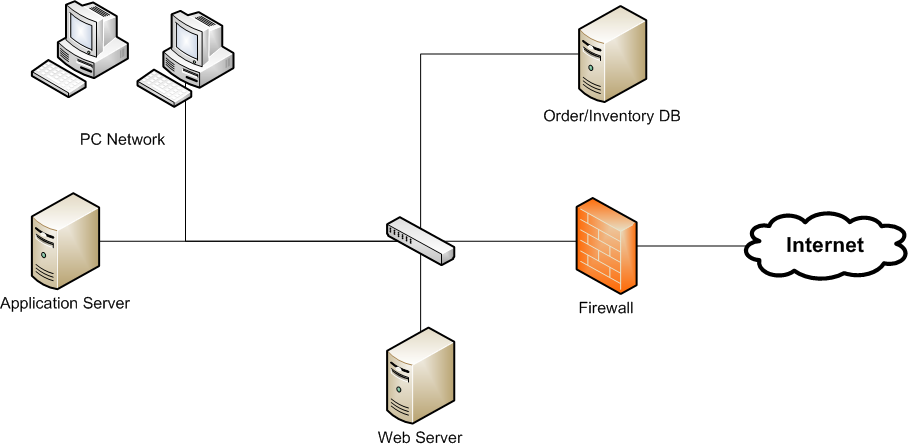 Order/Inventory DB
PC Network
Internet
Application Server
Firewall
Web Server